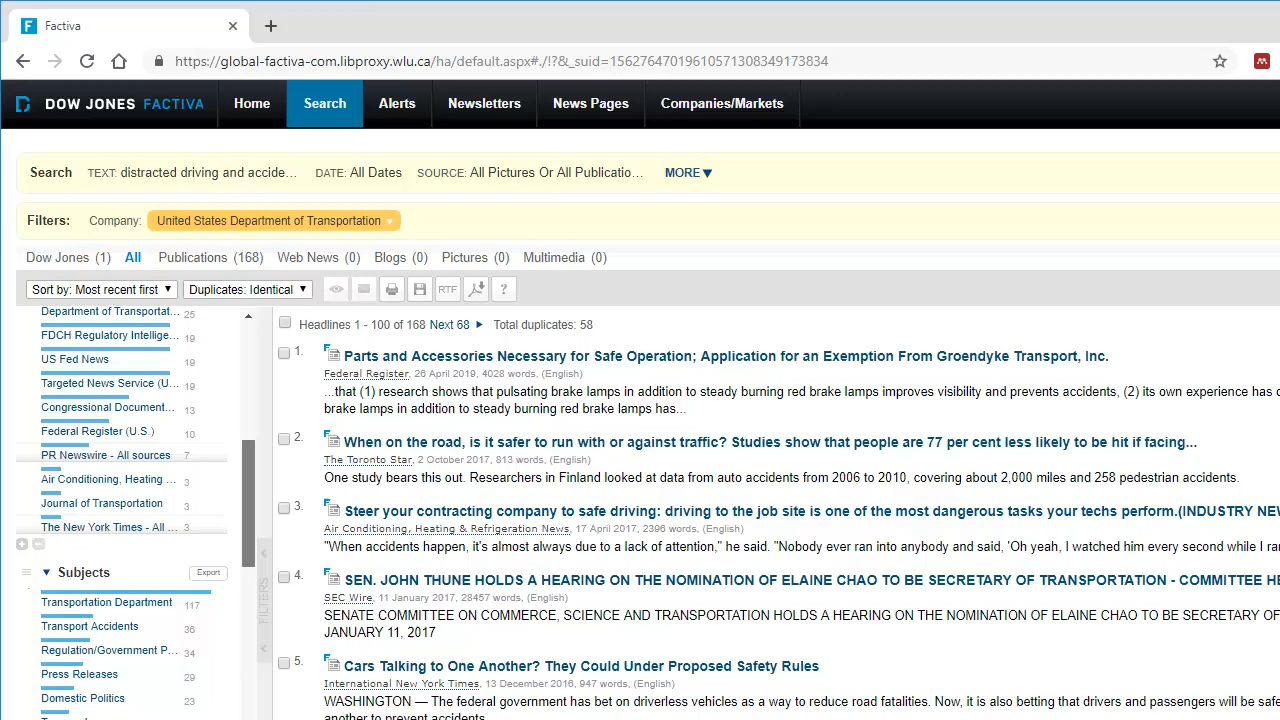 Factiva
https://global-factiva-com.libproxy.wlu.ca/ha/default.aspx#./!?&_suid=15627647019610571308349173834
DOW JONES FACTIVA Home Search Alerts Newsletters News Pages Companies/Markets
Search TEXT: distracted driving and accide... DATE: All Dates SOURCE: All Pictures Or All Publicatio... MORE▼
Filters: Company: United States Department of Transportation
Dow Jones (1) All Publications (168) Web News (0) Blogs (0) Pictures (0) Multimedia (0)
Sort by: Most recent first Duplicates: Identical RTF ?
Department of Transportat... 25
FDCH Regulatory Intellige... 19
US Fed News 19
Targeted News Service (U... 19
Congressional Document... 13
Federal Register (U.S.) 10
PR Newswire - All sources 7
Air Conditioning, Heating ... 3
Journal of Transportation 3
The New York Times - All ... 3
Subjects Export
Transportation Department 117
Transport Accidents 36
Regulation/Government P... 34
Press Releases 29
Domestic Politics 23
FILTERS
Headlines 1 - 100 of 168 Next 68 ► Total duplicates: 58
1. Parts and Accessories Necessary for Safe Operation; Application for an Exemption From Groendyke Transport, Inc.
Federal Register, 26 April 2019, 4028 words, (English)
...that (1) research shows that pulsating brake lamps in addition to steady burning red brake lamps improves visibility and prevents accidents, (2) its own experience has
brake lamps in addition to steady burning red brake lamps has...
2. When on the road, is it safer to run with or against traffic? Studies show that people are 77 per cent less likely to be hit if facing...
The Toronto Star, 2 October 2017, 813 words, (English)
One study bears this out. Researchers in Finland looked at data from auto accidents from 2006 to 2010, covering about 2,000 miles and 258 pedestrian accidents.
3. Steer your contracting company to safe driving: driving to the job site is one of the most dangerous tasks your techs perform.(INDUSTRY NEW
Air Conditioning, Heating & Refrigeration News, 17 April 2017, 2396 words, (English)
"When accidents happen, it's almost always due to a lack of attention," he said. "Nobody ever ran into anybody and said, 'Oh yeah, I watched him every second while I
4. SEN. JOHN THUNE HOLDS A HEARING ON THE NOMINATION OF ELAINE CHAO TO BE SECRETARY OF TRANSPORTATION - COMMITTEE HE
SEC Wire, 11 January 2017, 28457 words, (English)
SENATE COMMITTEE ON COMMERCE, SCIENCE AND TRANSPORTATION HOLDS A HEARING ON THE NOMINATION OF ELAINE CHAO TO BE SECRETARY OF
JANUARY 11, 2017
5. Cars Talking to One Another? They Could Under Proposed Safety Rules
International New York Times, 13 December 2016, 947 words, (English)
WASHINGTON — The federal government has bet on driverless vehicles as a way to reduce road fatalities. Now, it is also betting that drivers and passengers will be
another to prevent accidents